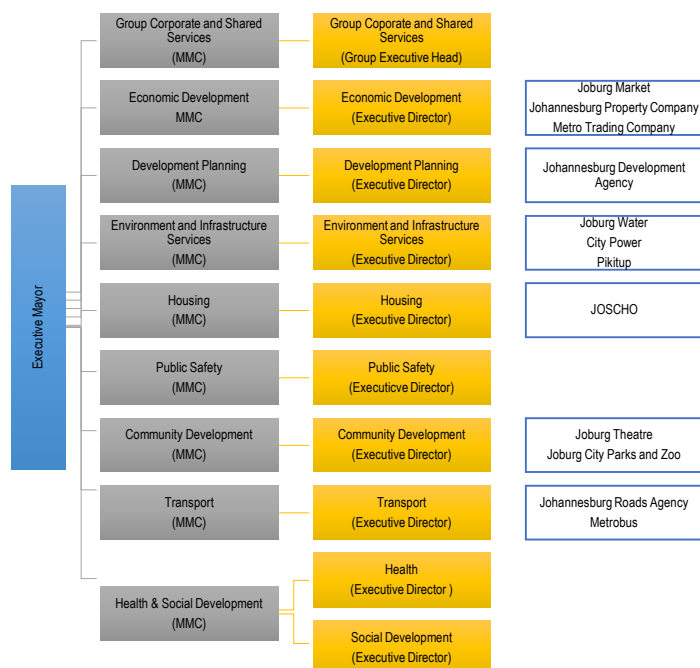 Executive Mayor
Group Corporate and Shared
Services
(MMC)
Group Coporate and Shared
Services
(Group Executive Head)
Economic Development
MMC
Economic Development
(Executive Director)
Joburg Market
Johannesburg Property Company
Metro Trading Company
Development Planning
(MMC)
Development Planning
(Executive Director)
Johannesburg Development
Agency
Environment and Infrastructure
Services
(MMC)
Environment and Infrastructure
Services
(Executive Director)
Joburg Water
City Power
Pikitup
Housing
(MMC)
Housing
(Executive Director)
JOSCHO
Public Safety
(MMC)
Public Safety
(Executicve Director)
Community Development
(MMC)
Community Development
(Executive Director)
Joburg Theatre
Joburg City Parks and Zoo
Transport
(MMC)
Transport
(Executive Director)
Johannesburg Roads Agency
Metrobus
Health & Social Development
(MMC)
Health
(Executive Director )
Social Development
(Executive Director)